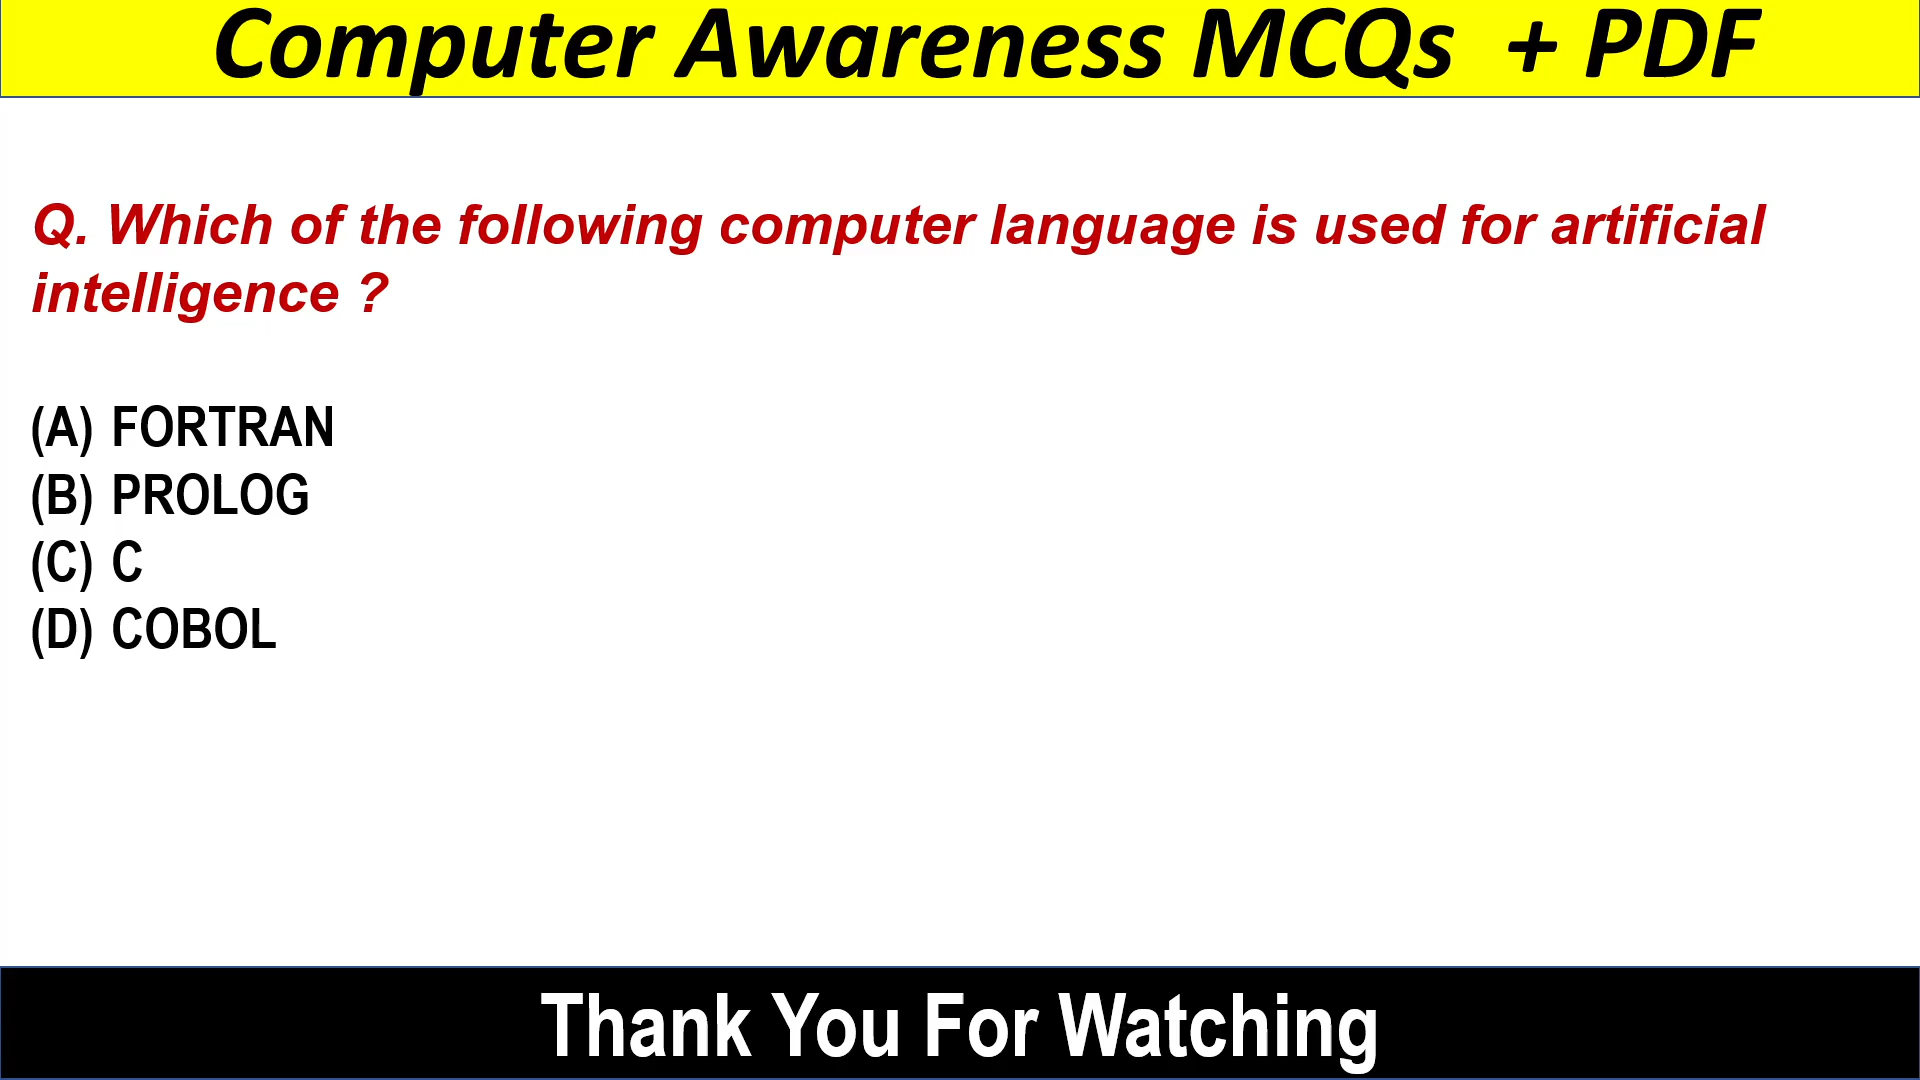 Computer Awareness MCQs + PDF
Q. Which of the following computer language is used for artificial
intelligence ?
(A) FORTRAN
(B) PROLOG
(C) C
(D) COBOL
Thank You For Watching